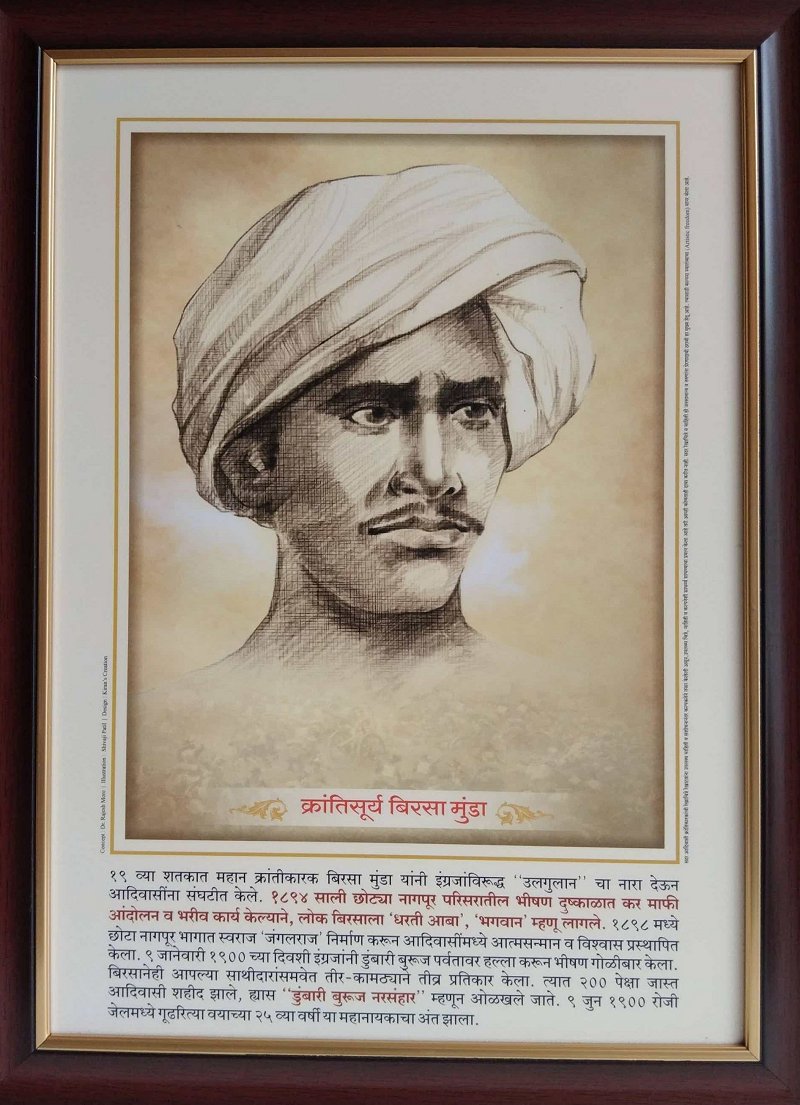 क्रांतिसूर्य बिरसा मुंडा
१९ व्या शतकात महान क्रांतीकारक बिरसा मुंडा यांनी इंग्रजांविरूद्ध ''उलगुलान'' चा नारा देऊन
आदिवासींना संघटीत केले. १८९४ साली छोट्या नागपूर परिसरातील भीषण दुष्काळात कर माफी
आंदोलन व भरीव कार्य केल्याने, लोक बिरसाला 'धरती आबा', 'भगवान' म्हणू लागले. १८९८ मध्ये
छोटा नागपूर भागात स्वराज 'जंगलराज' निर्माण करून आदिवासींमध्ये आत्मसन्मान व विश्वास प्रस्थापित
केला. ९ जानेवारी १९०० च्या दिवशी इंग्रजांनी डुंबारी बुरूज पर्वतावर हल्ला करून भीषण गोळीबार केला.
बिरसानेही आपल्या साथीदारांसमवेत तीर-कामठ्याने तीव्र प्रतिकार केला. त्यात २०० पेक्षा जास्त
आदिवासी शहीद झाले, ह्यास ''डुंबारी बुरूज नरसंहार'' म्हणून ओळखले जाते. ९ जुन १९०० रोजी
जेलमध्ये गूढरित्या वयाच्या २५ व्या वर्षी या महानायकाचा अंत झाला.
Concept : Dr. Rajesh More | Illustration : Shivaji Patil | Design : Kiran's Creation